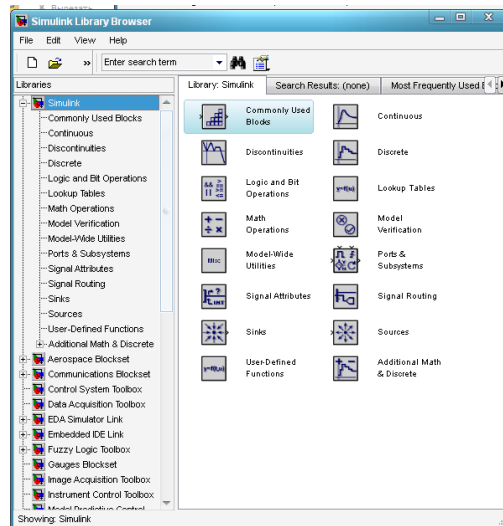 Вырезать
Simulink Library Browser
File Edit View Help
» Enter search term
Libraries
Library: Simulink Search Results: (none) Most Frequently Used
Simulink
Commonly Used Blocks
Continuous
Discontinuities
Discrete
Logic and Bit Operations
Lookup Tables
Math Operations
Model Verification
Model-Wide Utilities
Ports & Subsystems
Signal Attributes
Signal Routing
Sinks
Sources
User-Defined Functions
Additional Math & Discrete
Aerospace Blockset
Communications Blockset
Control System Toolbox
Data Acquisition Toolbox
EDA Simulator Link
Embedded IDE Link
Fuzzy Logic Toolbox
Gauges Blockset
Image Acquisition Toolbox
Instrument Control Toolbox
Model Predictive Control
Commonly Used
Blocks
Continuous
Discontinuities
Discrete
Logic and Bit
Operations
y=f(u)
Lookup Tables
Math
Operations
Model
Verification
Misc
Model-Wide
Utilities
Ports &
Subsystems
Signal Attributes
Signal Routing
Sinks
Sources
y=f(u)
User-Defined
Functions
Additional Math
& Discrete
Showing: Simulink